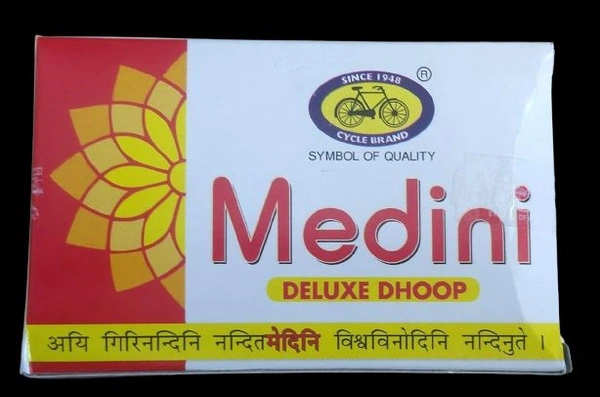 SINCE 1948
®
CYCLE BRAND
SYMBOL OF QUALITY
Medini
DELUXE DHOOP
अयि गिरिनन्दिनि नन्दितमेदिनि विश्वविनोदिनि नन्दिनुते ।